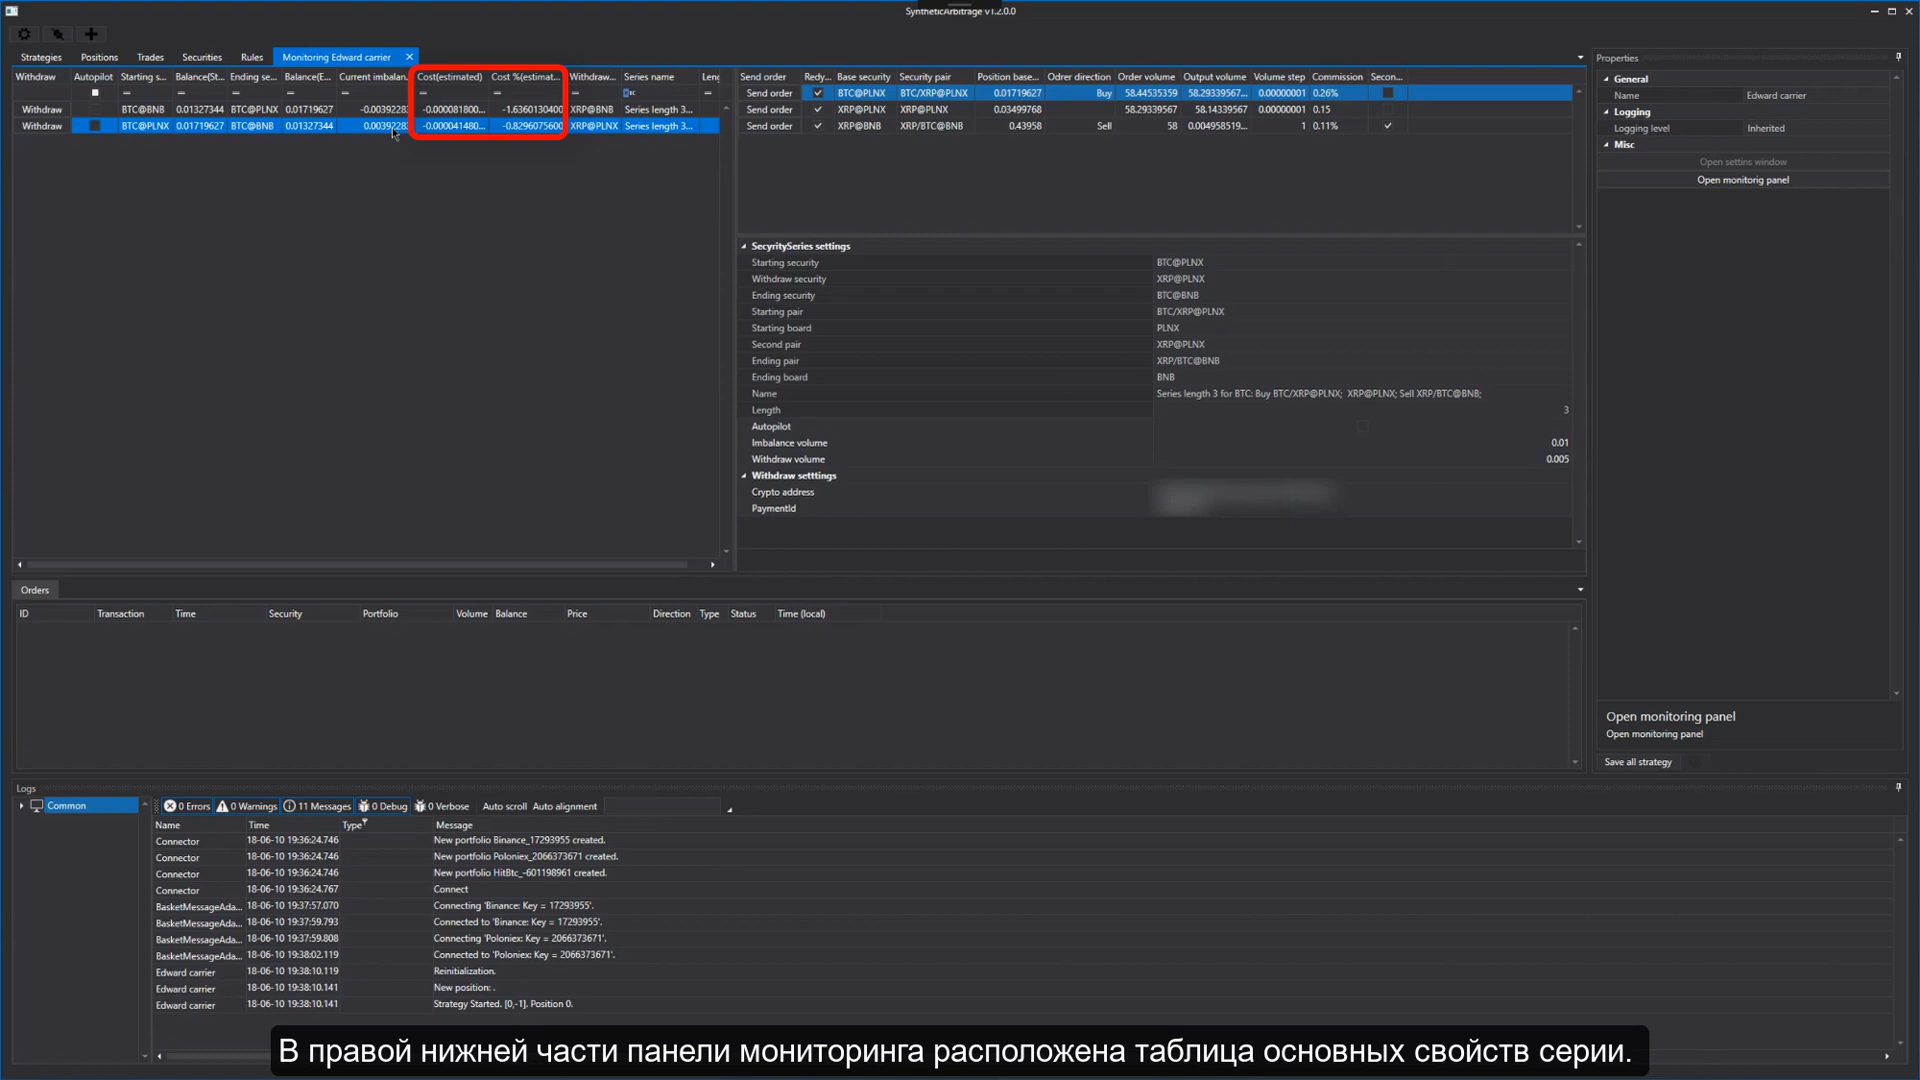 SyntheticArbitrage v1.2.0.0
Strategies Positions Trades Securities Rules Monitoring Edward carrier
Withdraw Autopilot Starting s... Balance(St... Ending se... Balance(E... Current imbalan. Cost(estimated) Cost %(estimat... Withdraw... Series name Leng
= = = = = = = = =
Withdraw BTC@BNB 0.01327344 BTC@PLNX 0.01719627 -0.00392283 -0.000081800... -1.6360130400 XRP@BNB Series length 3...
Withdraw BTC@PLNX 0.01719627 BTC@BNB 0.01327344 0.00392283 -0.000041480... -0.8296075600 XRP@PLNX Series length 3...
Send order Redy... Base security Security pair Position base... Odrer direction Order volume Output volume Volume step Commission Secon...
Send order BTC@PLNX BTC/XRP@PLNX 0.01719627 Buy 58.44535359 58.29339567... 0.00000001 0.26%
Send order XRP@PLNX XRP@PLNX 0.03499768 58.29339567 58.14339567 0.00000001 0.15
Send order XRP@BNB XRP/BTC@BNB 0.43958 Sell 58 0.004958519... 1 0.11%
SecyritySeries settings
Starting security BTC@PLNX
Withdraw security XRP@PLNX
Ending security BTC@BNB
Starting pair BTC/XRP@PLNX
Starting board PLNX
Second pair XRP@PLNX
Ending pair XRP/BTC@BNB
Ending board BNB
Name Series length 3 for BTC: Buy BTC/XRP@PLNX; XRP@PLNX; Sell XRP/BTC@BNB;
Length 3
Autopilot
Imbalance volume 0.01
Withdraw volume 0.005
Withdraw setttings
Crypto address
PaymentId
Properties
General
Name Edward carrier
Logging
Logging level Inherited
Misc
Open settins window
Open monitorig panel
Open monitoring panel
Open monitoring panel
Save all strategy
Orders
ID Transaction Time Security Portfolio Volume Balance Price Direction Type Status Time (local)
Logs
Common
0 Errors 0 Warnings 11 Messages 0 Debug 0 Verbose Auto scroll Auto alignment
Name Time Type Message
Connector 18-06-10 19:36:24.746 New portfolio Binance_17293955 created.
Connector 18-06-10 19:36:24.746 New portfolio Poloniex_2066373671 created.
Connector 18-06-10 19:36:24.746 New portfolio HitBtc_-601198961 created.
Connector 18-06-10 19:36:24.767 Connect
BasketMessageAda... 18-06-10 19:37:57.070 Connecting 'Binance: Key = 17293955'.
BasketMessageAda... 18-06-10 19:37:59.793 Connected to 'Binance: Key = 17293955'.
BasketMessageAda... 18-06-10 19:37:59.808 Connecting 'Poloniex: Key = 2066373671'.
BasketMessageAda... 18-06-10 19:38:02.119 Connected to 'Poloniex: Key = 2066373671'.
Edward carrier 18-06-10 19:38:10.119 Reinitialization.
Edward carrier 18-06-10 19:38:10.141 New position: .
Edward carrier 18-06-10 19:38:10.141 Strategy Started. [0,-1]. Position 0.
В правой нижней части панели мониторинга расположена таблица основных свойств серии.